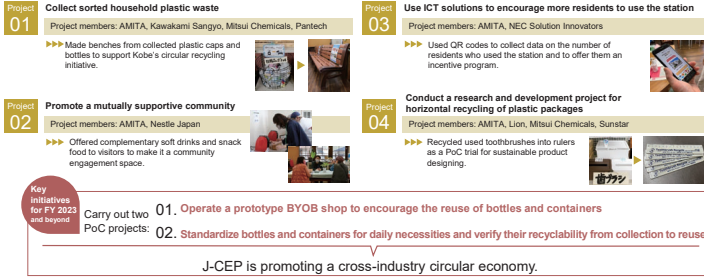 Project
01
Collect sorted household plastic waste
Project members: AMITA, Kawakami Sangyo, Mitsui Chemicals, Pantech
Made benches from collected plastic caps and
bottles to support Kobe's circular recycling
initiative.
Project
02
Promote a mutually supportive community
Project members: AMITA, Nestle Japan
Offered complementary soft drinks and snack
food to visitors to make it a community
engagement space.
Project
03
Use ICT solutions to encourage more residents to use the station
Project members: AMITA, NEC Solution Innovators
Used QR codes to collect data on the number of
residents who used the station and to offer them an
incentive program.
Project
04
Conduct a research and development project for
horizontal recycling of plastic packages
Project members: AMITA, Lion, Mitsui Chemicals, Sunstar
Recycled used toothbrushes into rulers
as a PoC trial for sustainable product
designing.
歯ブラシ
Key
initiatives
for FY 2023
and beyond
Carry out two
PoC projects:
01. Operate a prototype BYOB shop to encourage the reuse of bottles and containers
02. Standardize bottles and containers for daily necessities and verify their recyclability from collection to reuse
J-CEP is promoting a cross-industry circular economy.